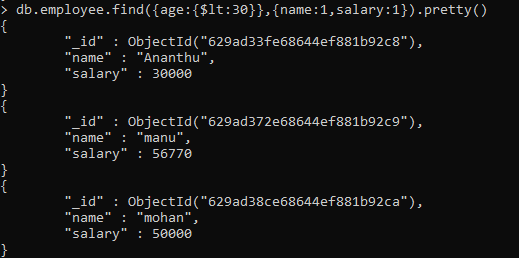 > db.employee.find({age:{$lt:30}},{name:1,salary:1}).pretty()
{
        "_id" : ObjectId("629ad33fe68644ef881b92c8"),
        "name" : "Ananthu",
        "salary" : 30000
}
{
        "_id" : ObjectId("629ad372e68644ef881b92c9"),
        "name" : "manu",
        "salary" : 56770
}
{
        "_id" : ObjectId("629ad38ce68644ef881b92ca"),
        "name" : "mohan",
        "salary" : 50000
}